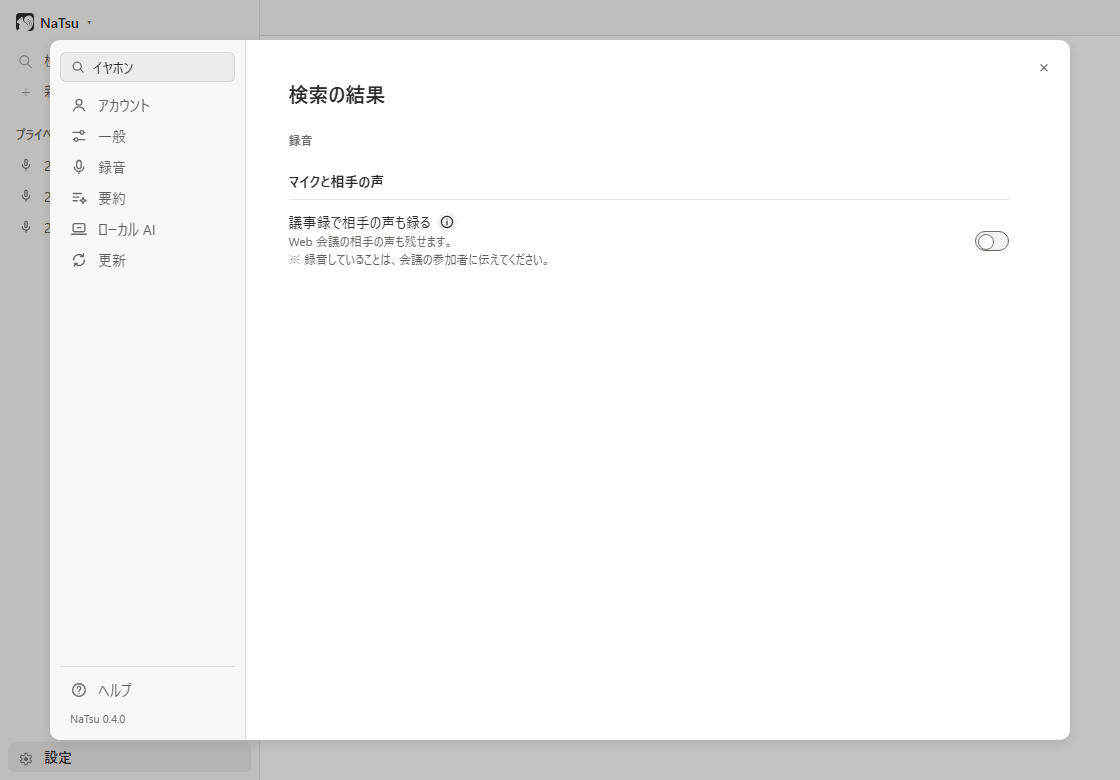 NaTsu
イヤホン
アカウント
一般
録音
要約
ローカル AI
更新
ヘルプ
NaTsu 0.4.0
設定
検索の結果
録音
マイクと相手の声
議事録で相手の声も録る
Web 会議の相手の声も残せます。
※ 録音していることは、会議の参加者に伝えてください。